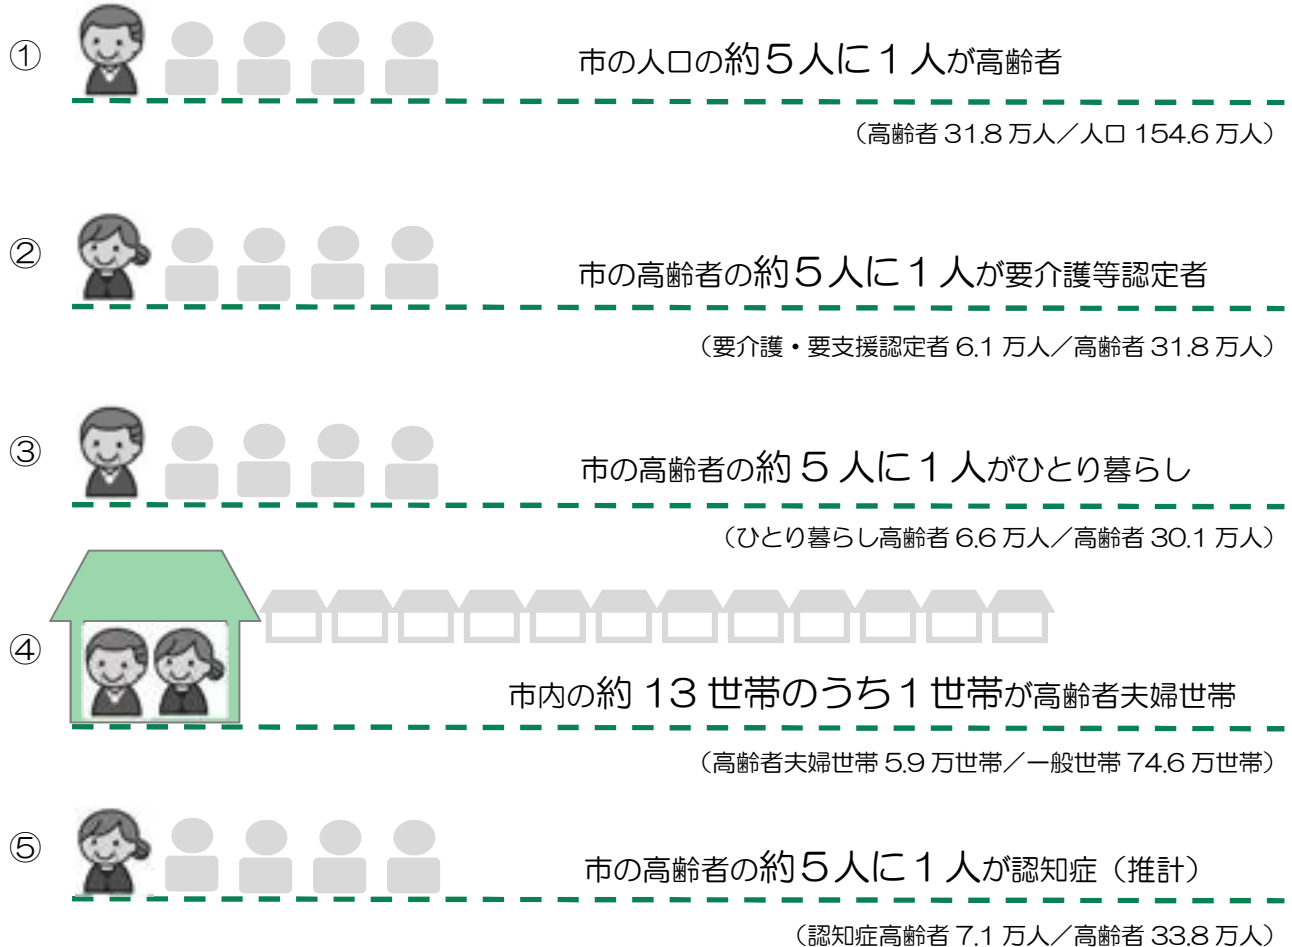 ① 市の人口の約5人に1人が高齢者
（高齢者 31.8 万人／人口 154.6 万人）
② 市の高齢者の約5人に1人が要介護等認定者
（要介護・要支援認定者 6.1 万人／高齢者 31.8 万人）
③ 市の高齢者の約5人に1人がひとり暮らし
（ひとり暮らし高齢者 6.6 万人／高齢者 30.1 万人）
④ 市内の約 13 世帯のうち1世帯が高齢者夫婦世帯
（高齢者夫婦世帯 5.9 万世帯／一般世帯 74.6 万世帯）
⑤ 市の高齢者の約5人に1人が認知症（推計）
（認知症高齢者 7.1 万人／高齢者 33.8 万人）